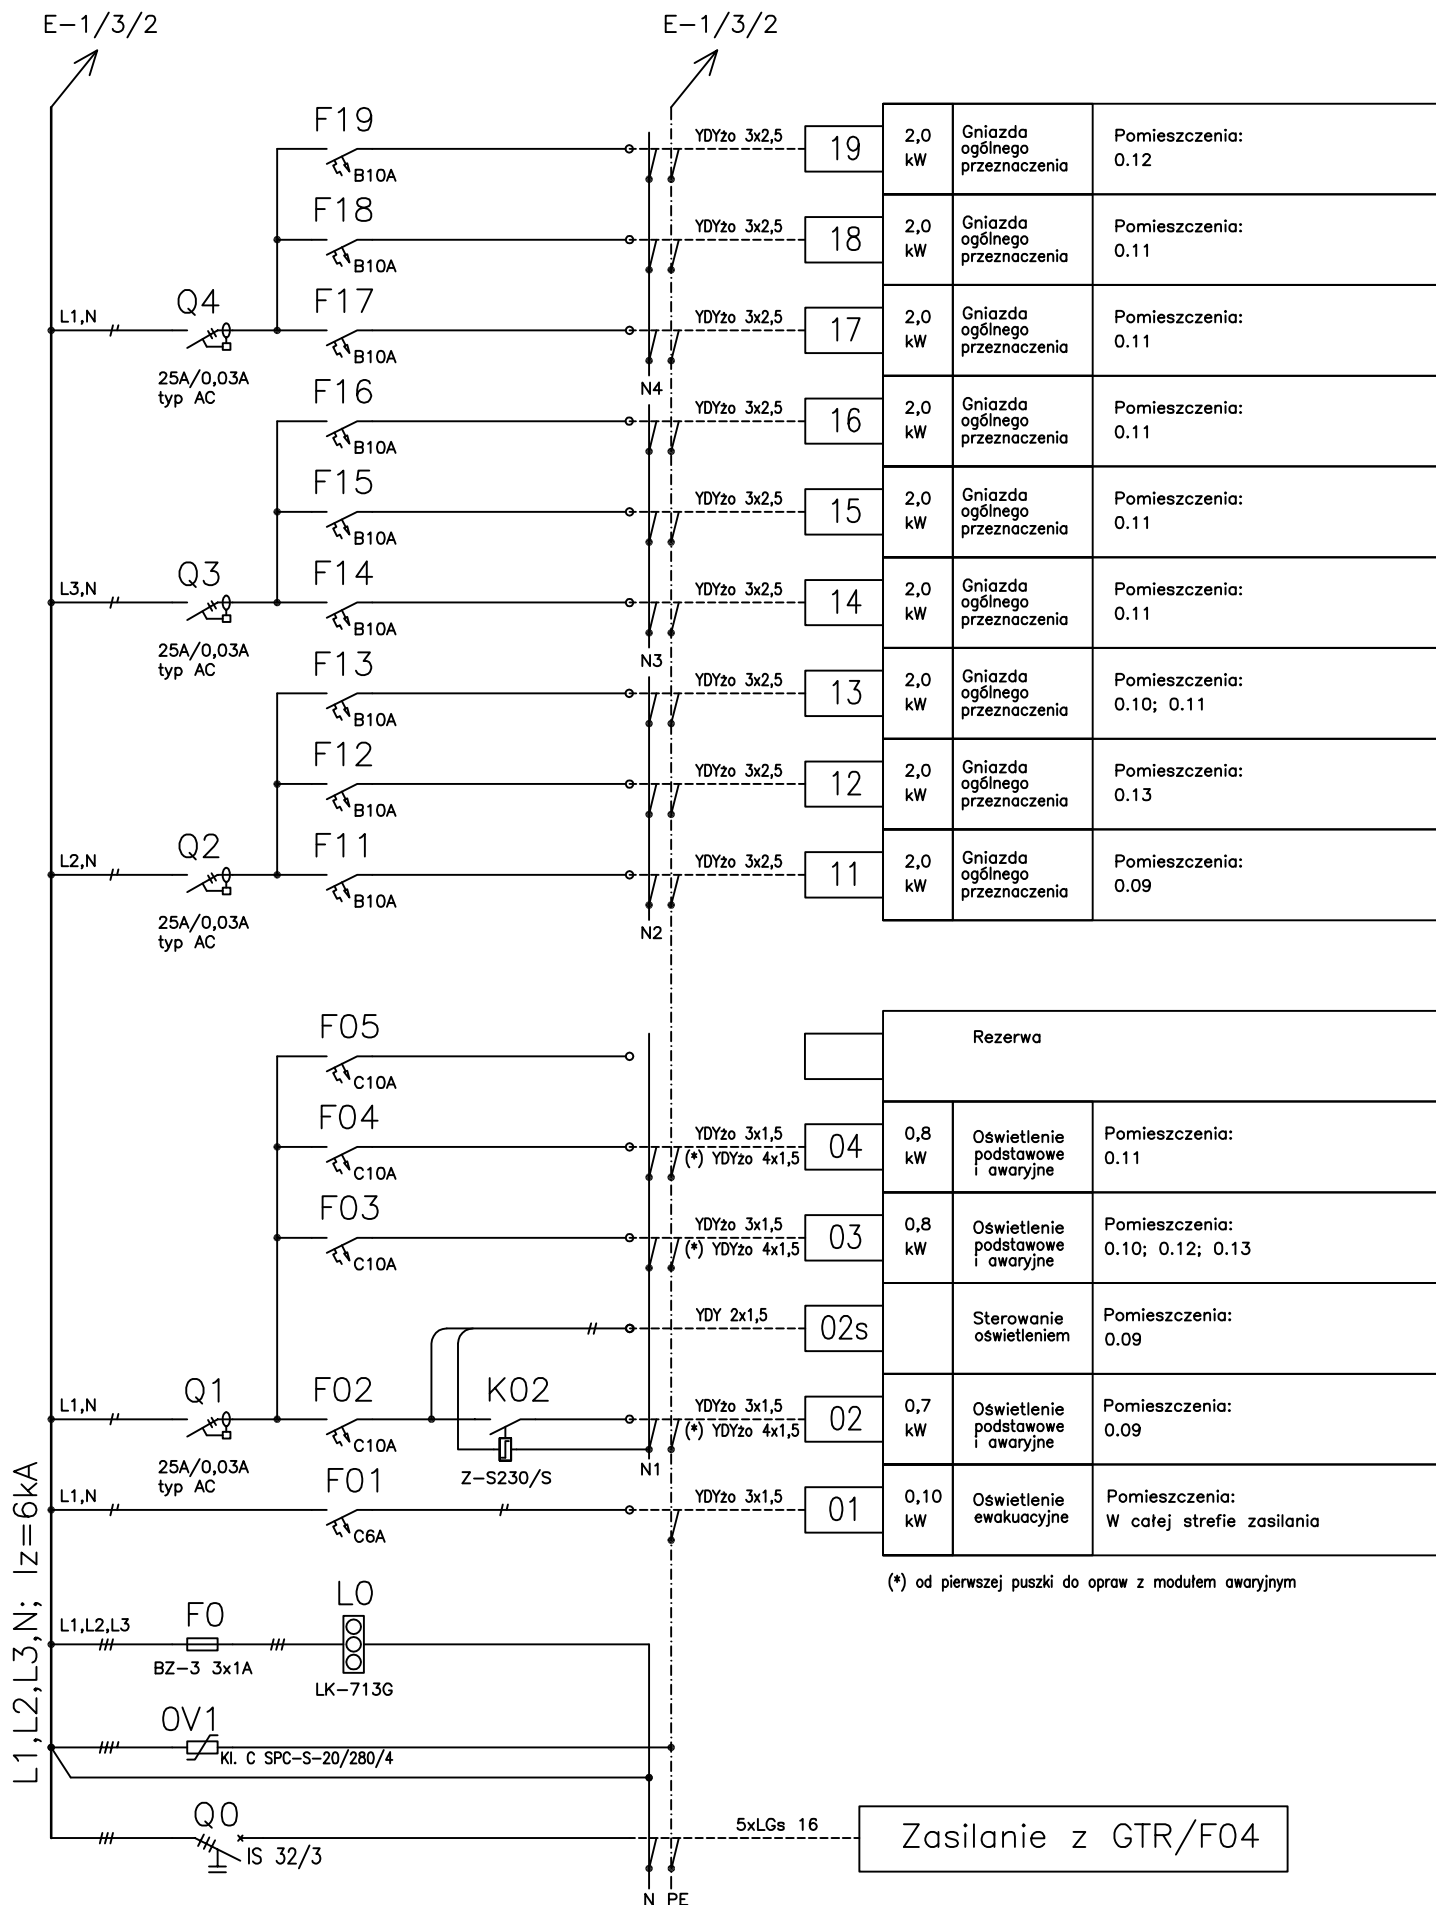 E-1/3/2 E-1/3/2
F19 YDYżo 3x2,5 19 2,0 kW Gniazda ogólnego przeznaczenia Pomieszczenia: 0.12
B10A
F18 YDYżo 3x2,5 18 2,0 kW Gniazda ogólnego przeznaczenia Pomieszczenia: 0.11
B10A
L1,N Q4 F17 YDYżo 3x2,5 17 2,0 kW Gniazda ogólnego przeznaczenia Pomieszczenia: 0.11
B10A
25A/0,03A
typ AC
N4
F16 YDYżo 3x2,5 16 2,0 kW Gniazda ogólnego przeznaczenia Pomieszczenia: 0.11
B10A
F15 YDYżo 3x2,5 15 2,0 kW Gniazda ogólnego przeznaczenia Pomieszczenia: 0.11
B10A
L3,N Q3 F14 YDYżo 3x2,5 14 2,0 kW Gniazda ogólnego przeznaczenia Pomieszczenia: 0.11
B10A
25A/0,03A
typ AC
N3
F13 YDYżo 3x2,5 13 2,0 kW Gniazda ogólnego przeznaczenia Pomieszczenia: 0.10; 0.11
B10A
F12 YDYżo 3x2,5 12 2,0 kW Gniazda ogólnego przeznaczenia Pomieszczenia: 0.13
B10A
L2,N Q2 F11 YDYżo 3x2,5 11 2,0 kW Gniazda ogólnego przeznaczenia Pomieszczenia: 0.09
B10A
25A/0,03A
typ AC
N2
F05 Rezerwa
C10A
F04 YDYżo 3x1,5 (*) YDYżo 4x1,5 04 0,8 kW Oświetlenie podstawowe i awaryjne Pomieszczenia: 0.11
C10A
F03 YDYżo 3x1,5 (*) YDYżo 4x1,5 03 0,8 kW Oświetlenie podstawowe i awaryjne Pomieszczenia: 0.10; 0.12; 0.13
C10A
YDY 2x1,5 02s Sterowanie oświetleniem Pomieszczenia: 0.09
L1,N Q1 F02 K02 YDYżo 3x1,5 (*) YDYżo 4x1,5 02 0,7 kW Oświetlenie podstawowe i awaryjne Pomieszczenia: 0.09
C10A
25A/0,03A
typ AC
Z-S230/S
N1
L1,N F01 YDYżo 3x1,5 01 0,10 kW Oświetlenie ewakuacyjne Pomieszczenia: W całej strefie zasilania
C6A
(*) od pierwszej puszki do opraw z modułem awaryjnym
L1,L2,L3,N; Iz=6kA
L1,L2,L3 F0 L0
BZ-3 3x1A
LK-713G
OV1
Kl. C SPC-S-20/280/4
Q0 5xLGs 16 Zasilanie z GTR/F04
IS 32/3
N PE